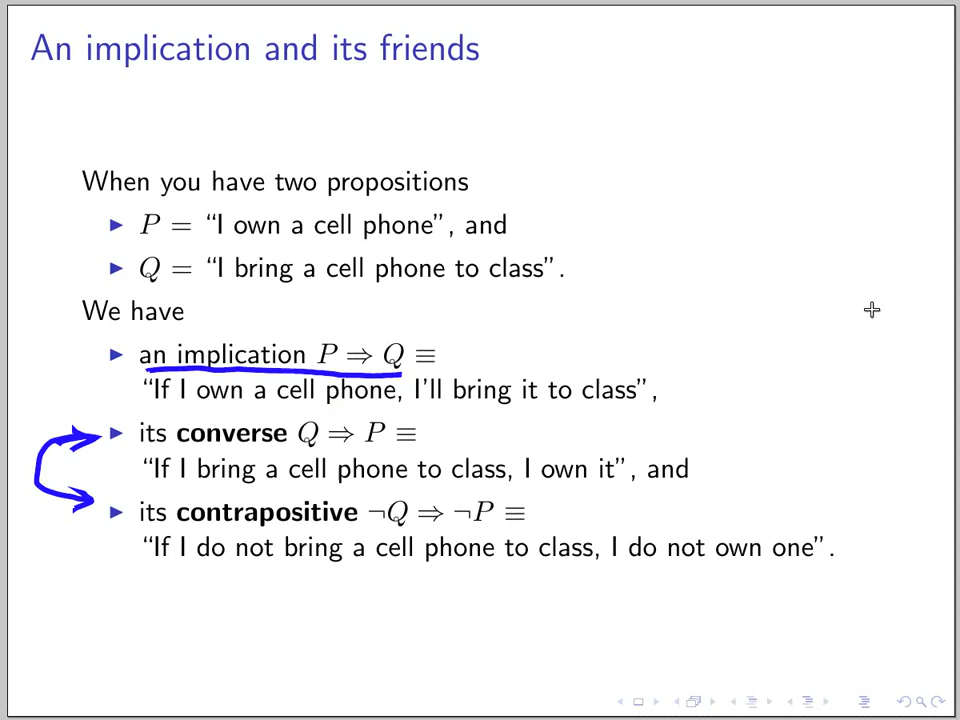 An implication and its friends
When you have two propositions
▶ P = “I own a cell phone”, and
▶ Q = “I bring a cell phone to class”.
We have
▶ an implication P ⇒ Q ≡
“If I own a cell phone, I’ll bring it to class”,
▶ its converse Q ⇒ P ≡
“If I bring a cell phone to class, I own it”, and
▶ its contrapositive ¬Q ⇒ ¬P ≡
“If I do not bring a cell phone to class, I do not own one”.